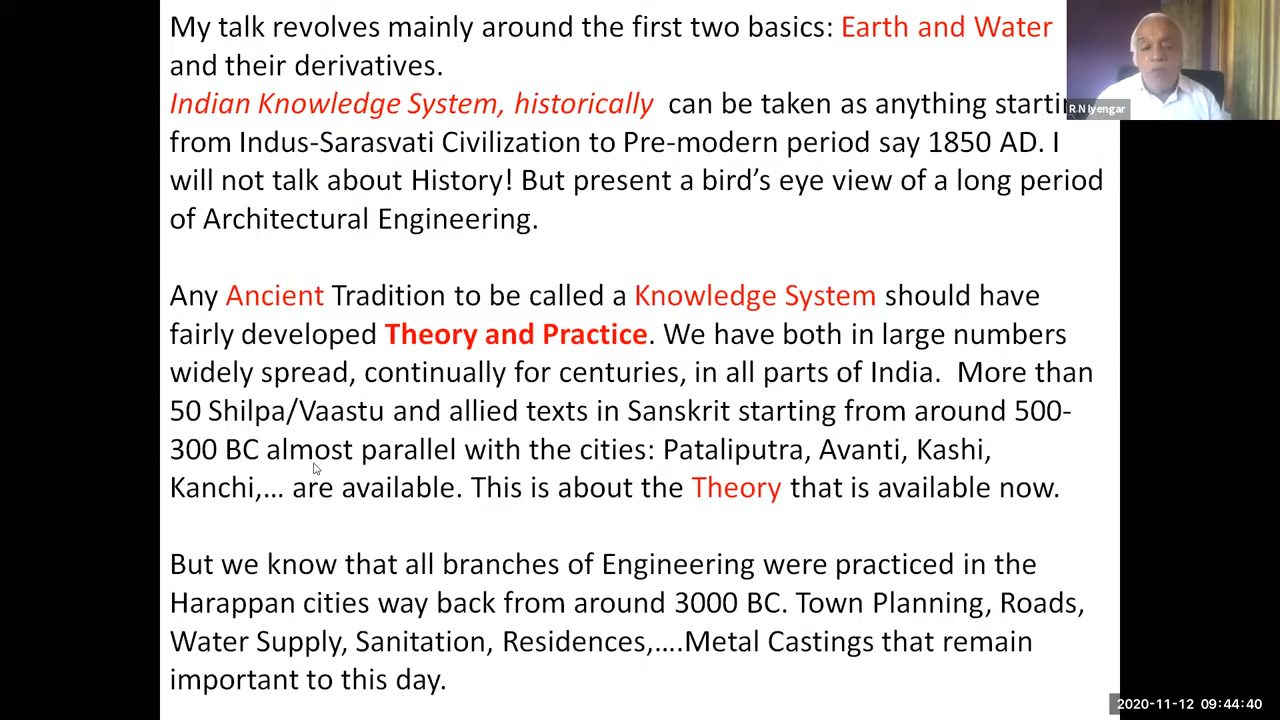 My talk revolves mainly around the first two basics: Earth and Water
and their derivatives.
Indian Knowledge System, historically can be taken as anything starti
from Indus-Sarasvati Civilization to Pre-modern period say 1850 AD. I
will not talk about History! But present a bird’s eye view of a long period
of Architectural Engineering.
Any Ancient Tradition to be called a Knowledge System should have
fairly developed Theory and Practice. We have both in large numbers
widely spread, continually for centuries, in all parts of India. More than
50 Shilpa/Vaastu and allied texts in Sanskrit starting from around 500-
300 BC almost parallel with the cities: Pataliputra, Avanti, Kashi,
Kanchi,... are available. This is about the Theory that is available now.
But we know that all branches of Engineering were practiced in the
Harappan cities way back from around 3000 BC. Town Planning, Roads,
Water Supply, Sanitation, Residences,....Metal Castings that remain
important to this day.
R N Iyengar
2020-11-12 09:44:40